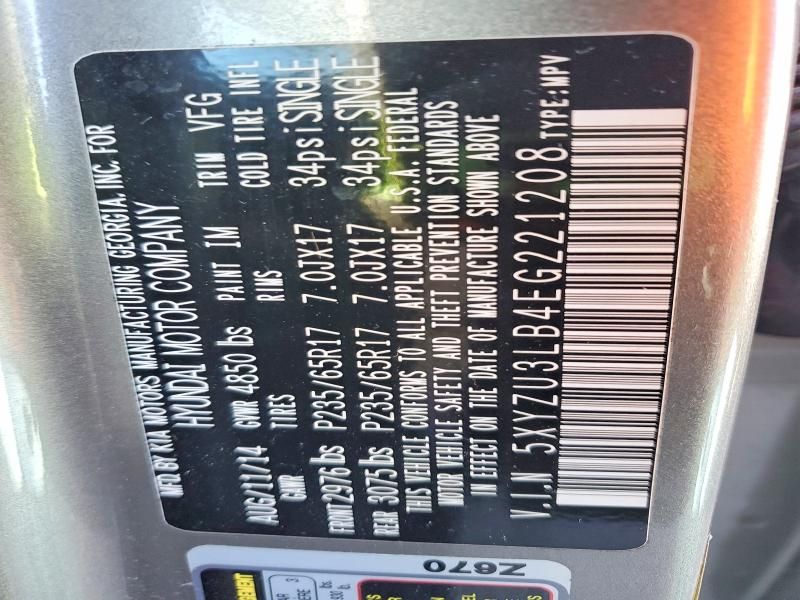 MFD BY KIA MOTORS MANUFACTURING GEORGIA, INC. FOR
HYUNDAI MOTOR COMPANY
AUG/11/14 GVWR 4850 lbs PAINT IM TRIM VFG
GAWR TIRES RIMS COLD TIRE INFL
FRONT 2976 lbs P235/65R17 7.0JX17 34psi SINGLE
REAR 3075 lbs P235/65R17 7.0JX17 34psi SINGLE
THIS VEHICLE CONFORMS TO ALL APPLICABLE U.S.A. FEDERAL
MOTOR VEHICLE SAFETY AND THEFT PREVENTION STANDARDS
IN EFFECT ON THE DATE OF MANUFACTURE SHOWN ABOVE
V.I.N 5XYZU3LB4EG221208 TYPE:MPV
Z670